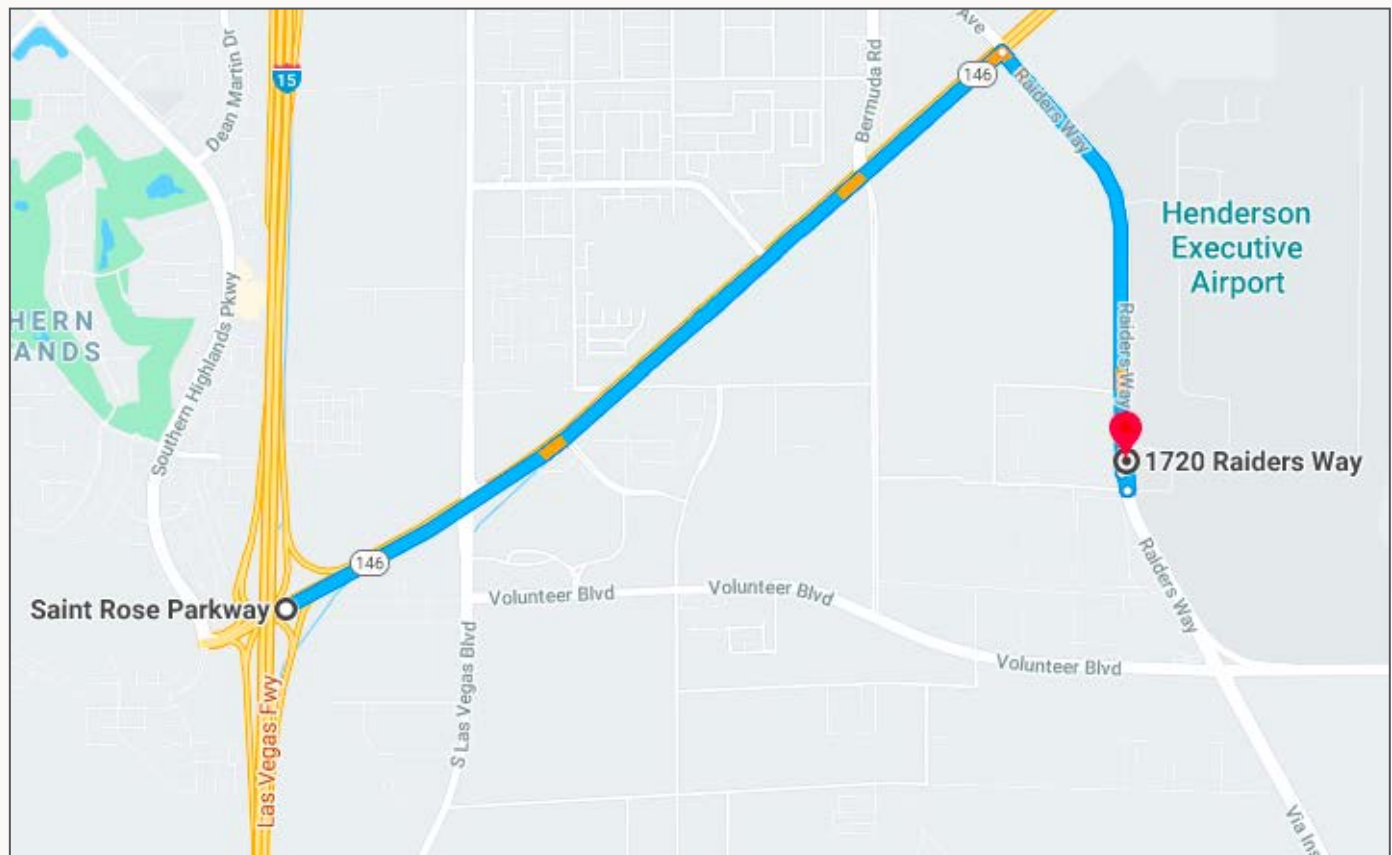 Ave
15
Dean Martin Dr
Bermuda Rd
146
Raiders Way
Henderson
Executive
Airport
HERN
ANDS
Southern Highlands Pkwy
Raiders Way
1720 Raiders Way
146
Saint Rose Parkway
Volunteer Blvd
Volunteer Blvd
Raiders Way
Volunteer Blvd
S Las Vegas Blvd
Las Vegas Fwy
Via Ins